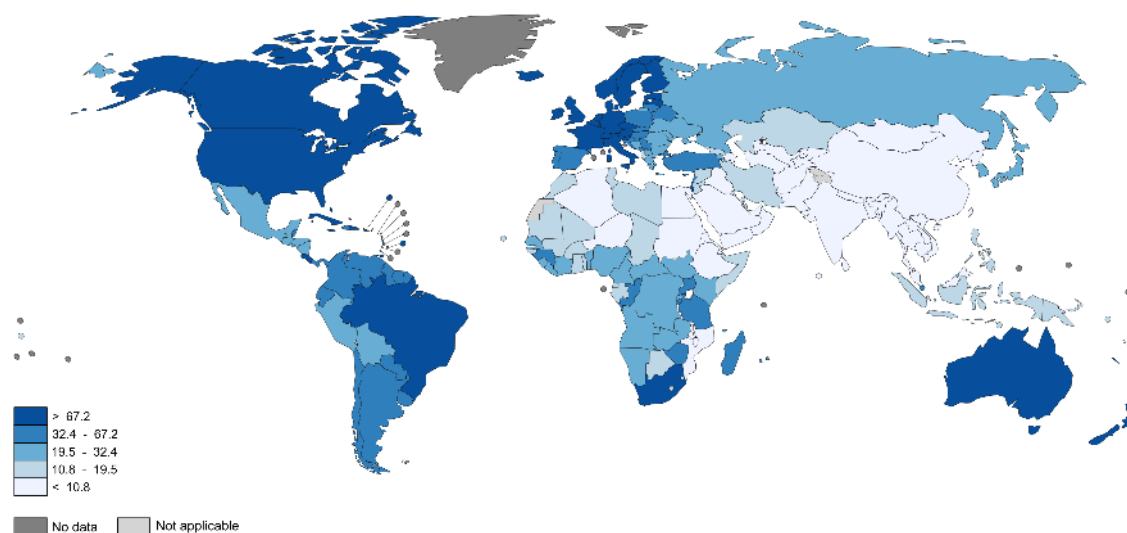 > 67.2
32.4 - 67.2
19.5 - 32.4
10.8 - 19.5
< 10.8
No data
Not applicable